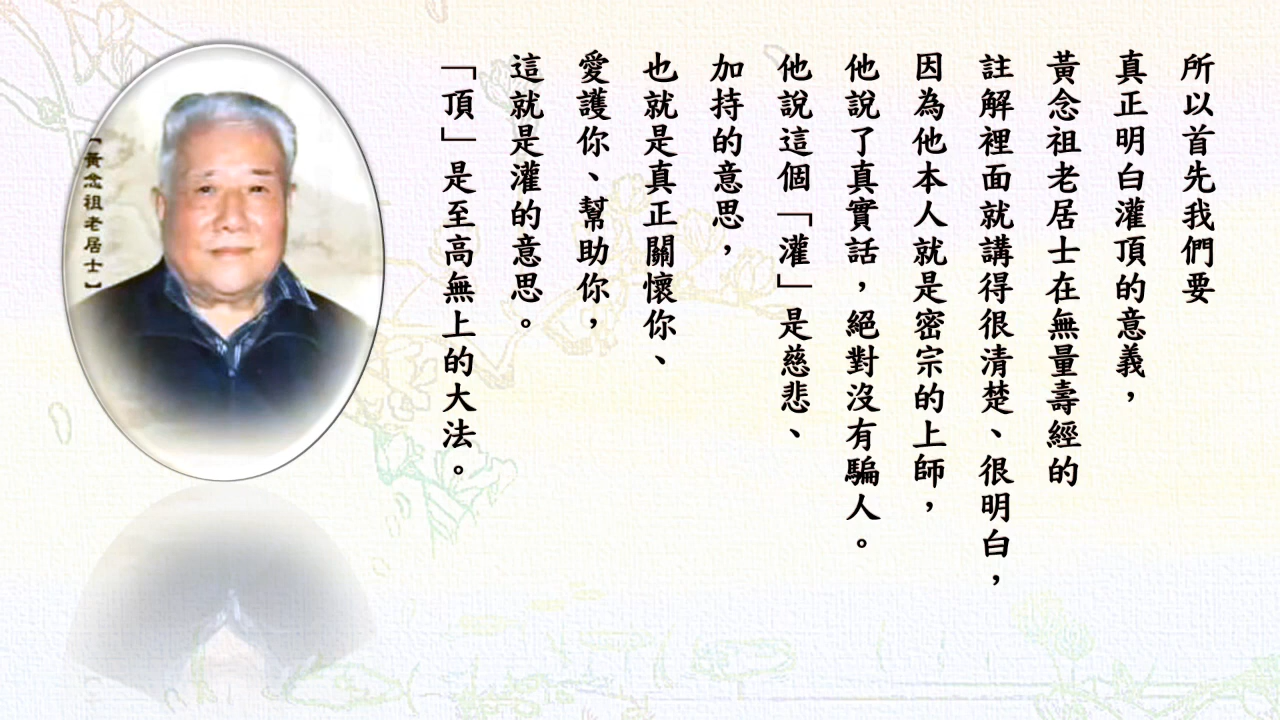 所以首先我們要
真正明白灌頂的意義，
黃念祖老居士在無量壽經的
註解裡面就講得很清楚、很明白，
因為他本人就是密宗的上師，
他說了真實話，絕對沒有騙人。
他說這個「灌」是慈悲、
加持的意思，
也就是真正關懷你、
愛護你、幫助你，
這就是灌的意思。
「頂」是至高無上的大法。
【黃念祖老居士】